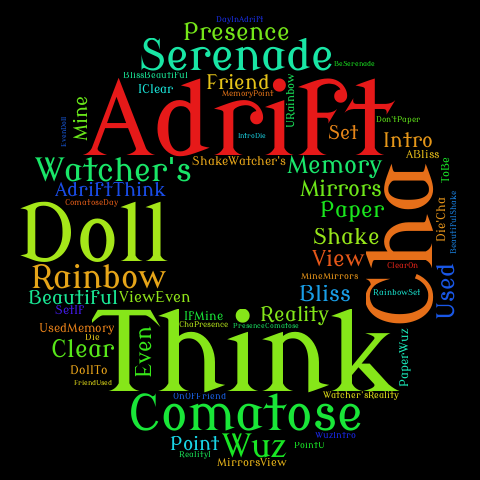 DayInAdrift
Presence
Serenade
BeSerenade
BlissBeautiful
IClear
Friend
MemoryPoint
URainbow
Adrift
Mine
EvenDoll
IntroDie
Set
Don'tPaper
Intro
ABliss
Watcher's
ShakeWatcher's
Memory
ToBe
AdriftThink
Mirrors
ComatoseDay
Paper
Cha
Die'Cha
BeautifulShake
Doll
Shake
View
ClearOn
Rainbow
MineMirrors
Used
Beautiful
ViewEven
Bliss
RainbowSet
SetIf
IfMine
Reality
UsedMemory
ChaPresence
PresenceComatose
Die
Think
Even
Clear
PaperWuz
DollTo
FriendUsed
OnOfFriend
Watcher'sReality
Comatose
Point
Wuz
WuzIntro
RealityI
PointU
MirrorsView